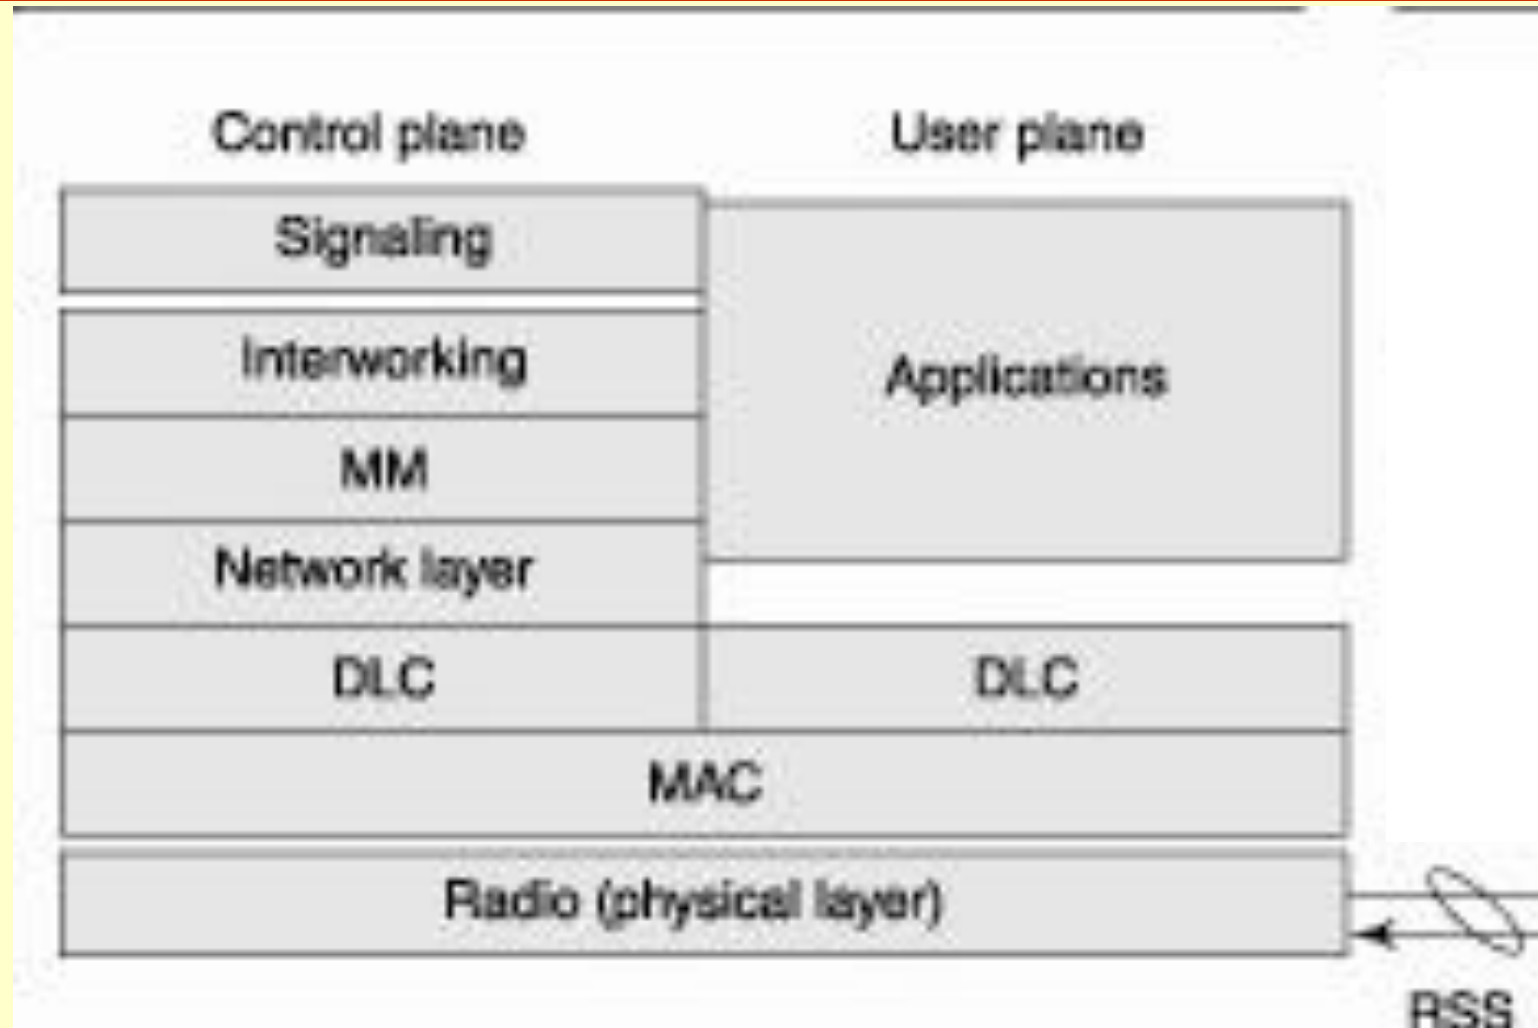 Control plane
User plane
Signaling
Applications
Interworking
MM
Network layer
DLC
DLC
MAC
Radio (physical layer)
RSS